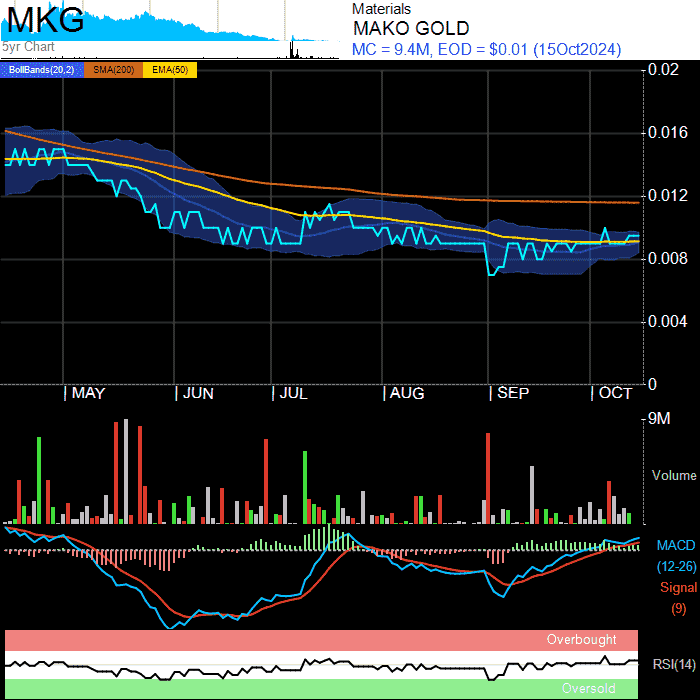 MKG
5yr Chart
Materials
MAKO GOLD
MC = 9.4M, EOD = $0.01 (15Oct2024)
BollBands(20,2) SMA(200) EMA(50)
0.02
0.016
0.012
0.008
0.004
0
MAY JUN JUL AUG SEP OCT
9M
Volume
MACD
(12-26)
Signal
(9)
Overbought
RSI(14)
Oversold